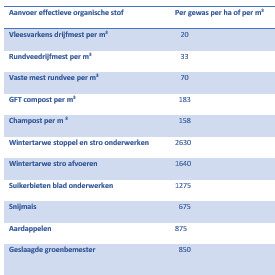 Aanvoer effectieve organische stof Per gewas per ha of per m³
Vleesvarkens drijfmest per m³ 20
Rundveedrijfmest per m³ 33
Vaste mest rundvee per m³ 70
GFT compost per m³ 183
Champost per m ³ 158
Wintertarwe stoppel en stro onderwerken 2630
Wintertarwe stro afvoeren 1640
Suikerbieten blad onderwerken 1275
Snijmais 675
Aardappelen 875
Geslaagde groenbemester 850